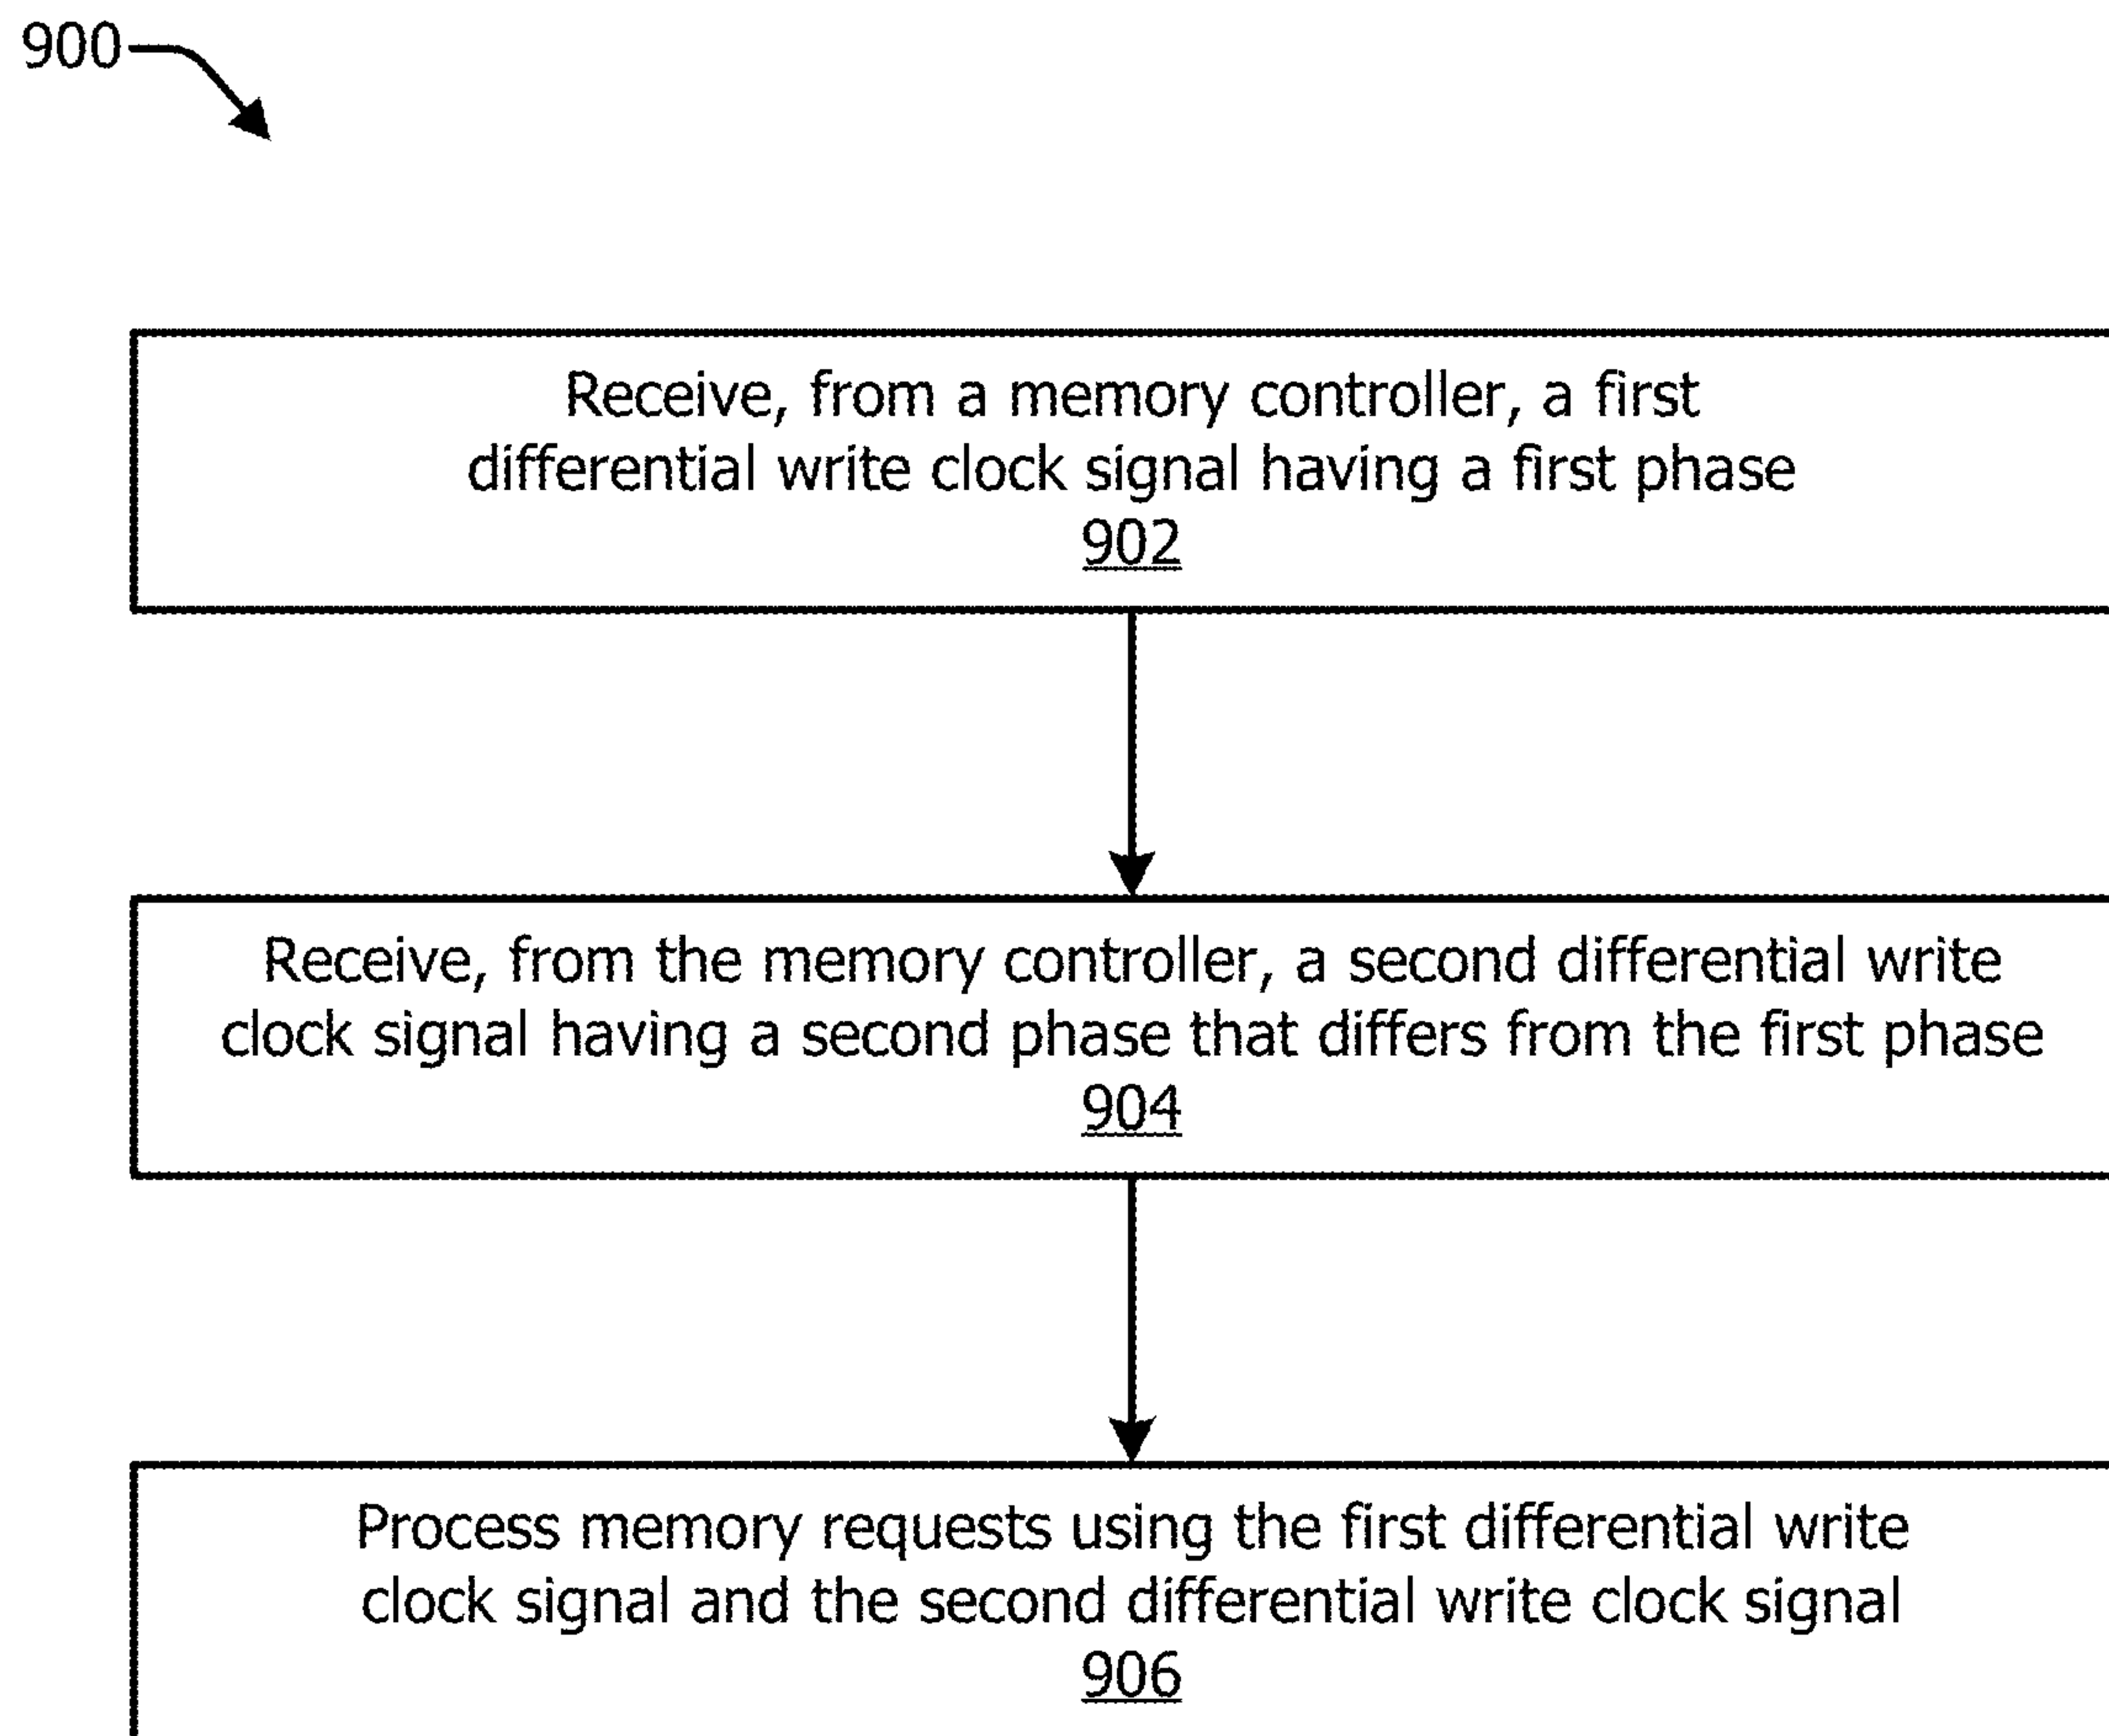 900
Receive, from a memory controller, a first
differential write clock signal having a first phase
902
Receive, from the memory controller, a second differential write
clock signal having a second phase that differs from the first phase
904
Process memory requests using the first differential write
clock signal and the second differential write clock signal
906